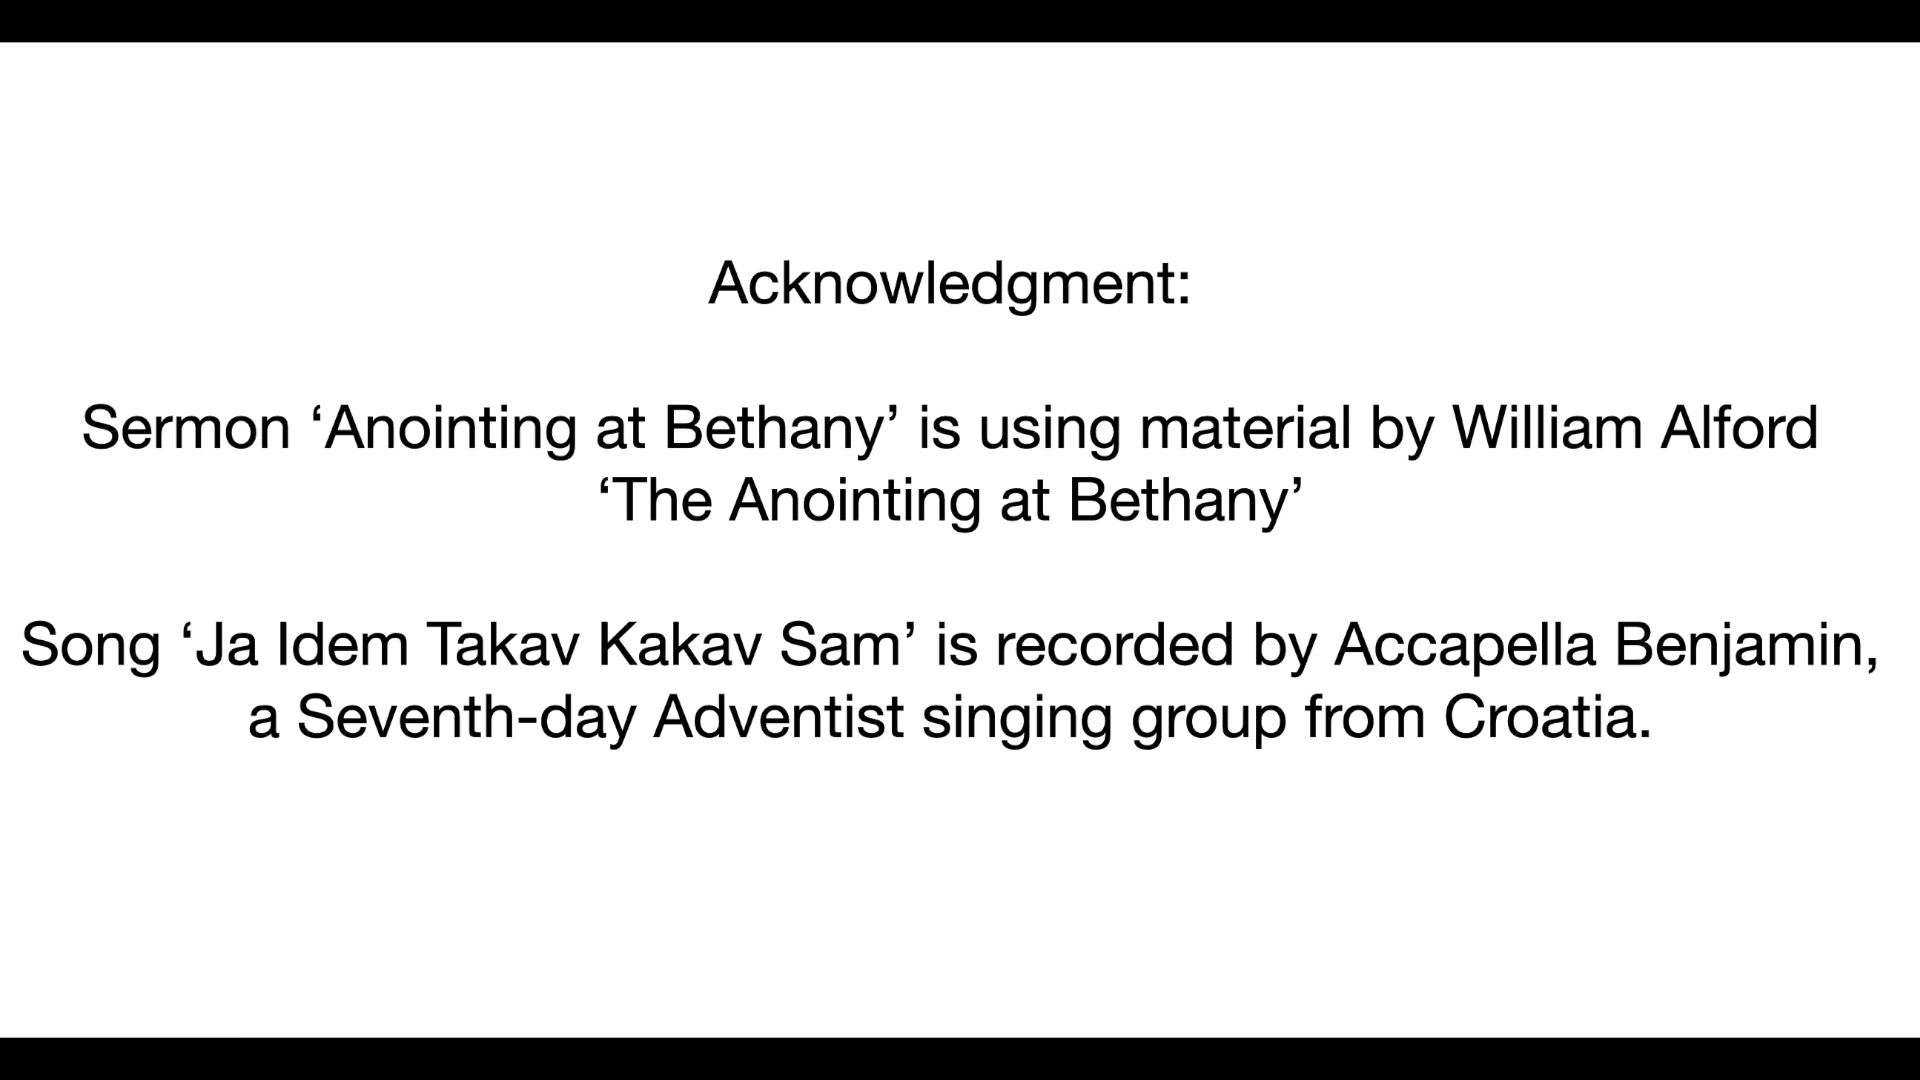 Acknowledgment:
Sermon ‘Anointing at Bethany’ is using material by William Alford
‘The Anointing at Bethany’
Song ‘Ja Idem Takav Kakav Sam’ is recorded by Accapella Benjamin,
a Seventh-day Adventist singing group from Croatia.